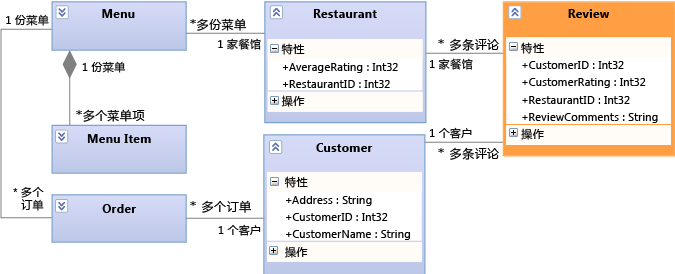 1 份菜单
Menu
*多份菜单
1 家餐馆
Restaurant
特性
+AverageRating : Int32
+RestaurantID : Int32
操作
* 多条评论
1 家餐馆
Review
特性
+CustomerID : Int32
+CustomerRating : Int32
+RestaurantID : Int32
+ReviewComments : String
操作
1 份菜单
*多个菜单项
Menu Item
1 个客户
* 多条评论
Customer
特性
+Address : String
+CustomerID : Int32
+CustomerName : String
操作
* 多个
订单
Order
* 多个订单
1 个客户